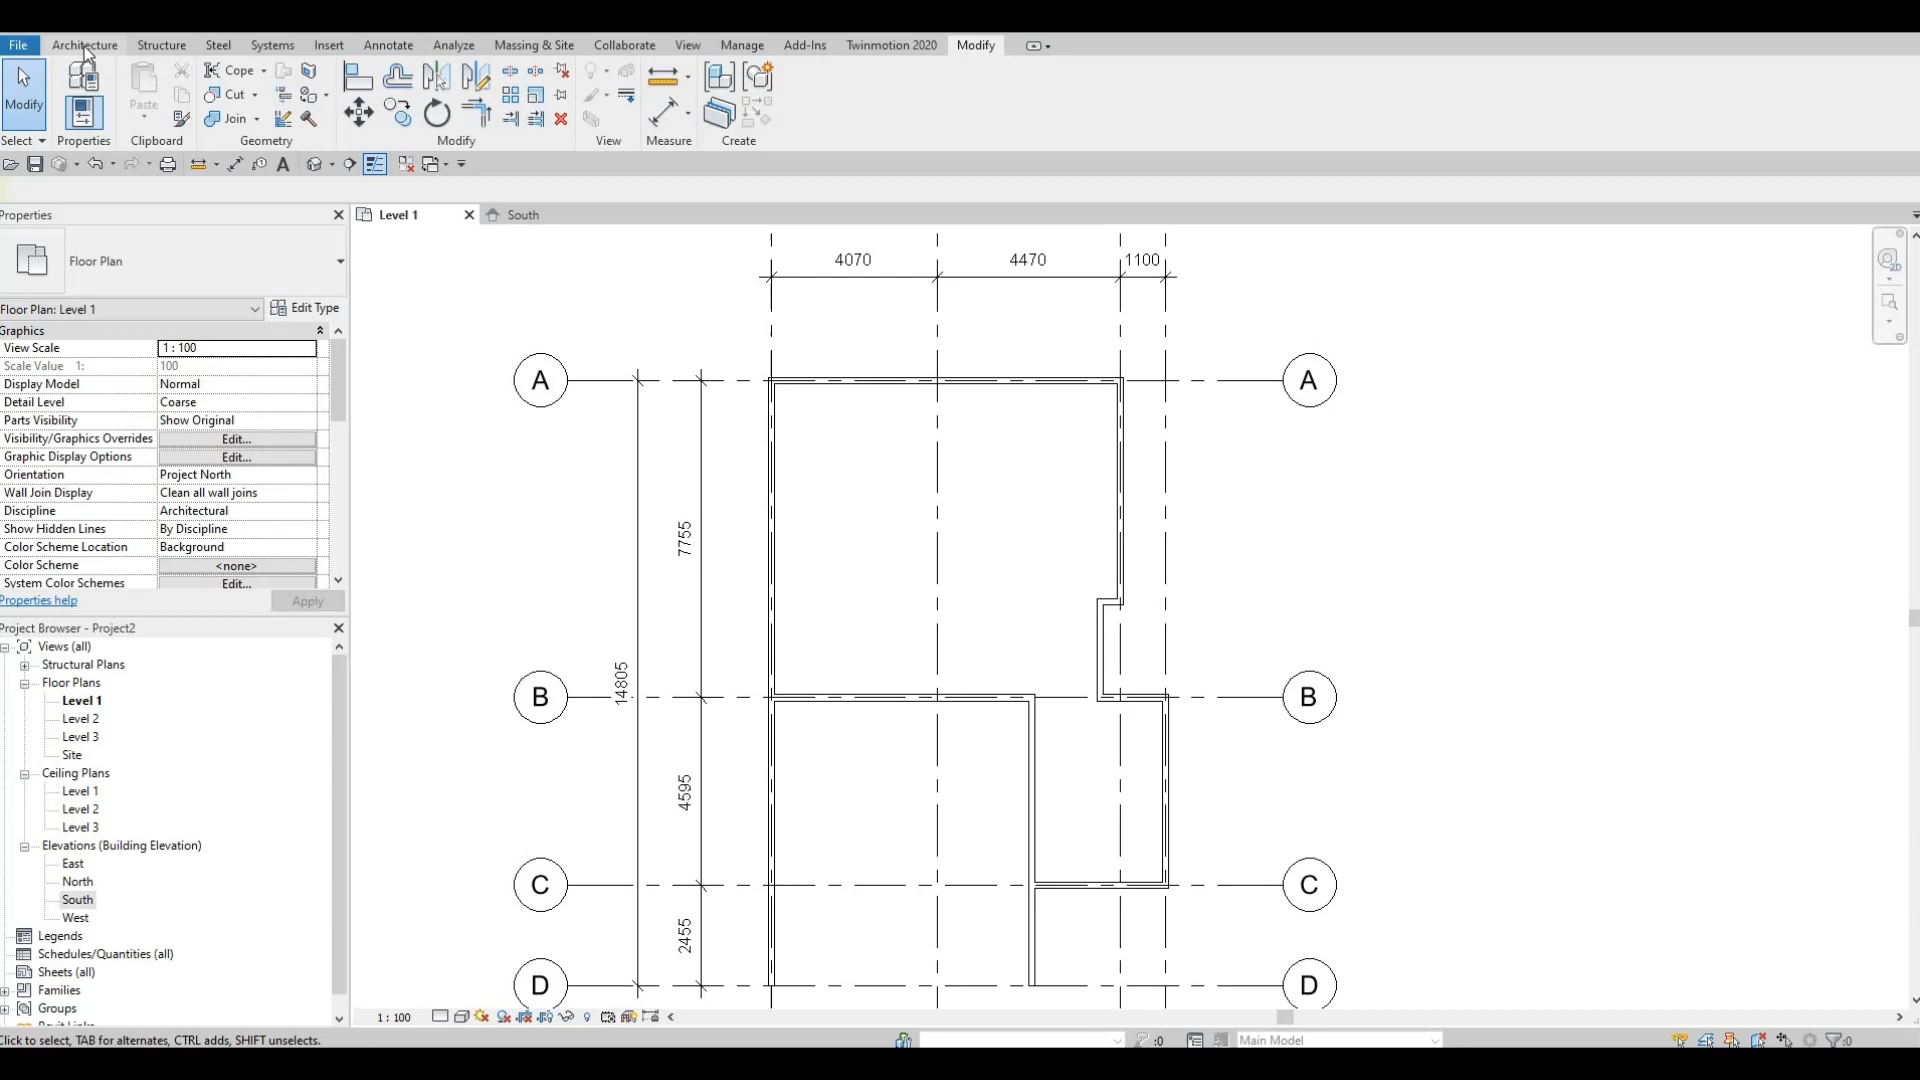 File Architecture Structure Steel Systems Insert Annotate Analyze Massing & Site Collaborate View Manage Add-Ins Twinmotion 2020 Modify
Modify
Paste
Cope
Cut
Join
Select Properties Clipboard Geometry Modify View Measure Create
A
Properties
Level 1
South
2D
Floor Plan
Floor Plan: Level 1
Edit Type
Graphics
View Scale 1 : 100
Scale Value 1: 100
Display Model Normal
Detail Level Coarse
Parts Visibility Show Original
Visibility/Graphics Overrides Edit...
Graphic Display Options Edit...
Orientation Project North
Wall Join Display Clean all wall joins
Discipline Architectural
Show Hidden Lines By Discipline
Color Scheme Location Background
Color Scheme <none>
System Color Schemes Edit...
Properties help
Apply
Project Browser - Project2
Views (all)
Structural Plans
Floor Plans
Level 1
Level 2
Level 3
Site
Ceiling Plans
Level 1
Level 2
Level 3
Elevations (Building Elevation)
East
North
South
West
Legends
Schedules/Quantities (all)
Sheets (all)
Families
Groups
Revit Links
4070 4470 1100
A A
7755
14805
B B
4595
C C
2455
D D
1 : 100
Click to select, TAB for alternates, CTRL adds, SHIFT unselects.
:0
Main Model
:0